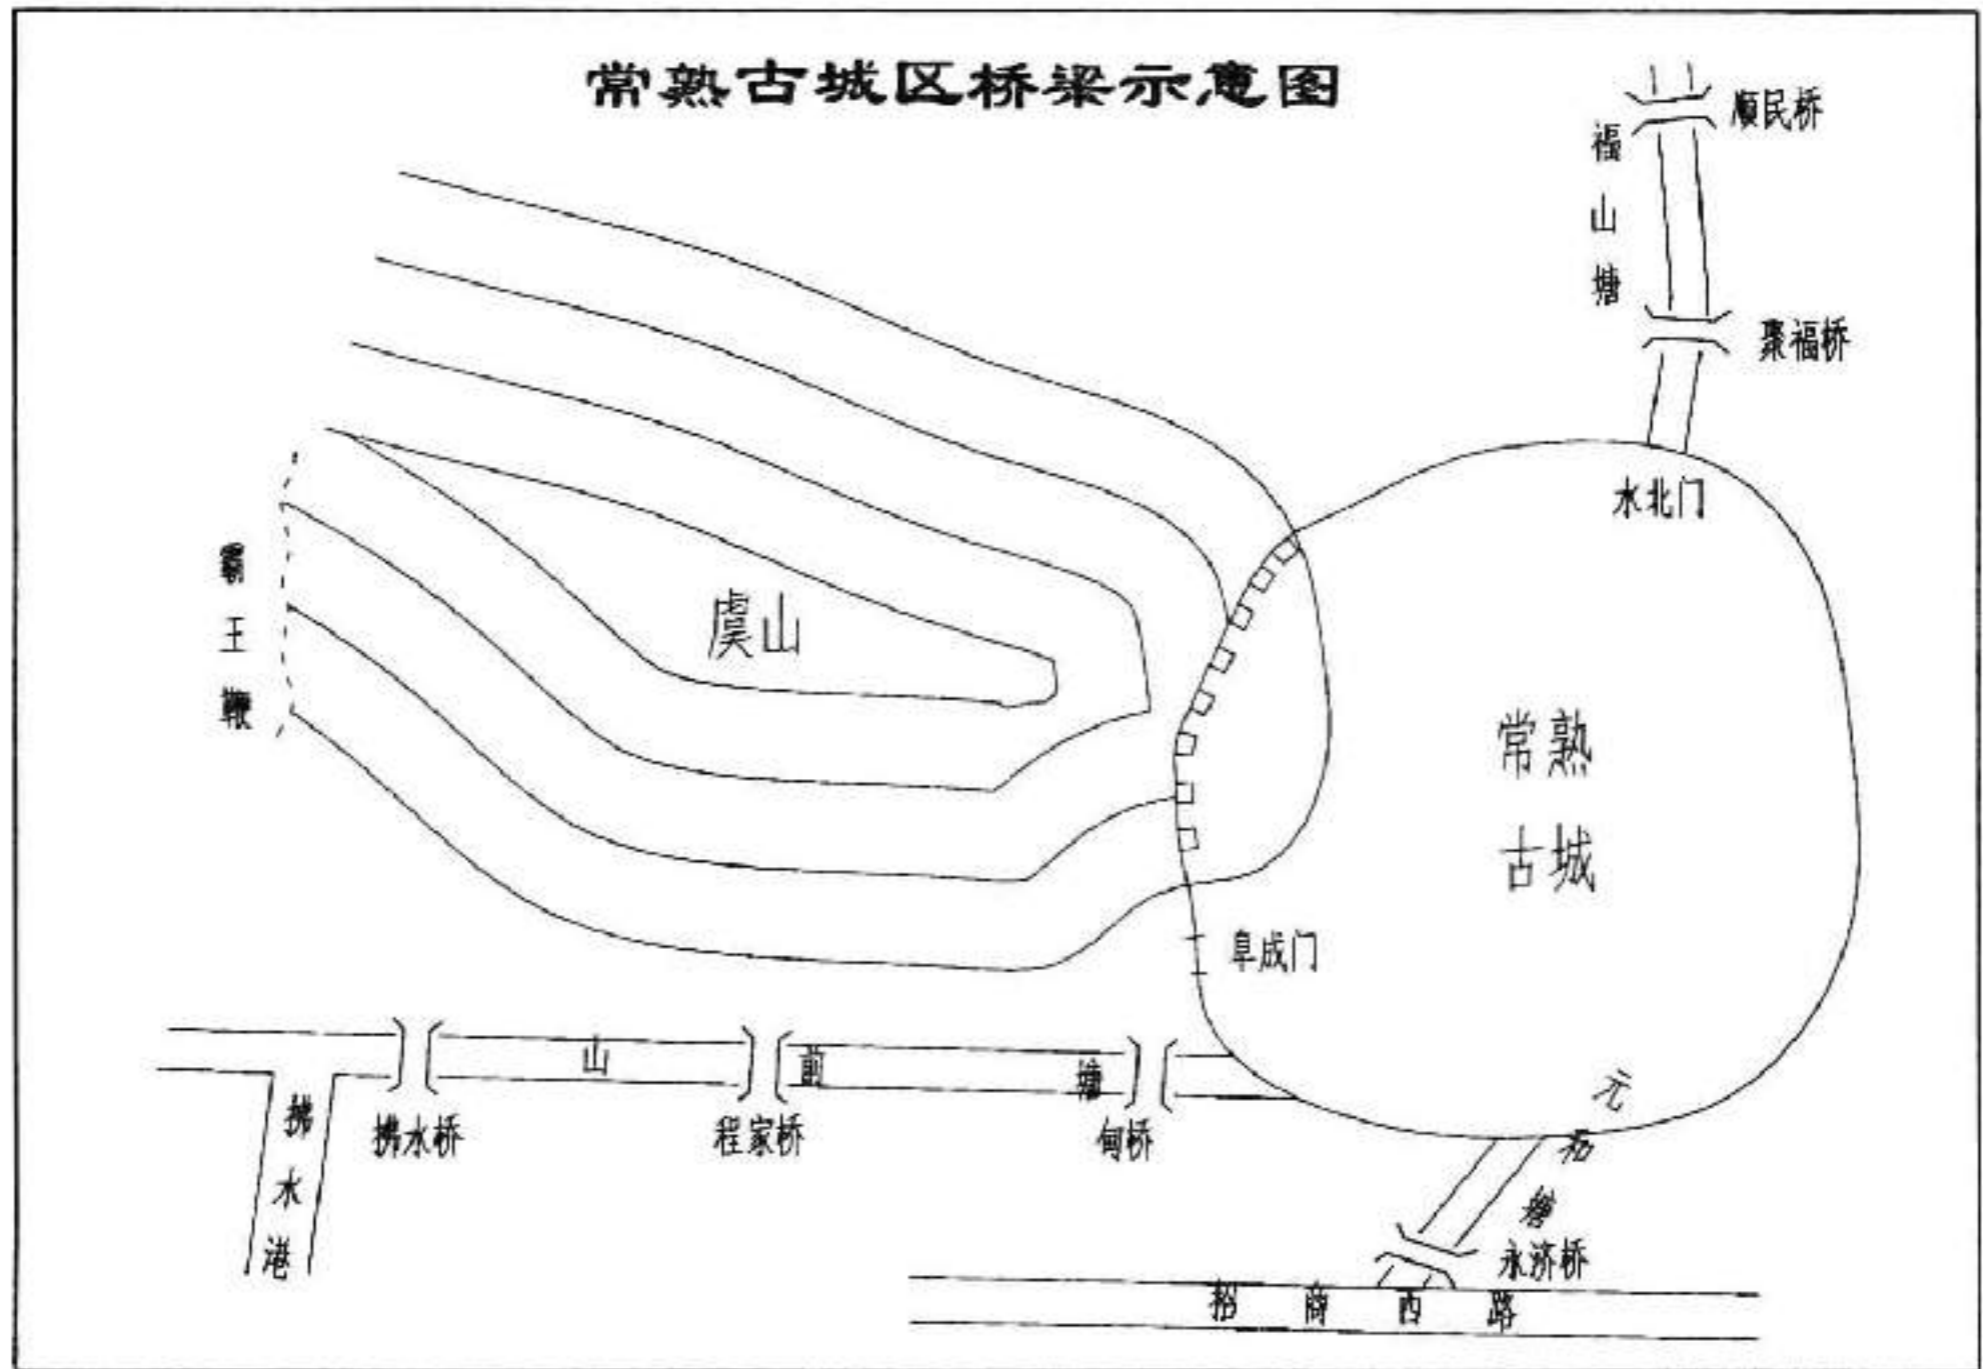 常熟古城区桥梁示意图
顺民桥
福山塘
聚福桥
水北门
霸王鞭
虞山
常熟
古城
阜成门
山前塘
拂水桥
程家桥
甸桥
拂水港
元和塘
永济桥
招商西路